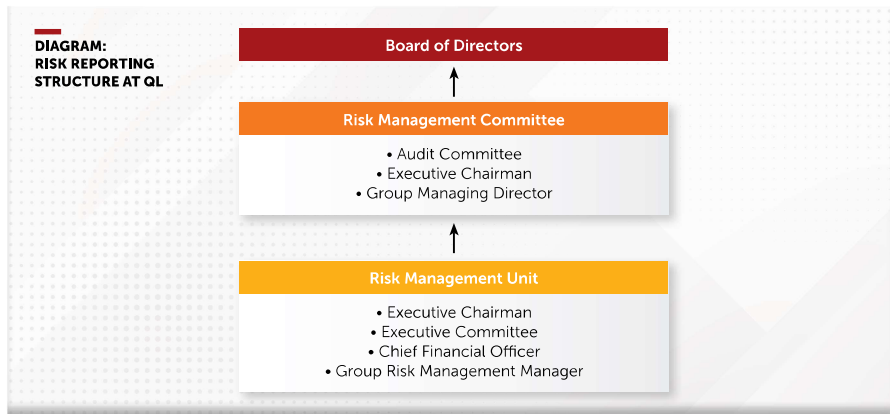 DIAGRAM:
RISK REPORTING
STRUCTURE AT QL
Board of Directors
Risk Management Committee
• Audit Committee
• Executive Chairman
• Group Managing Director
Risk Management Unit
• Executive Chairman
• Executive Committee
• Chief Financial Officer
• Group Risk Management Manager